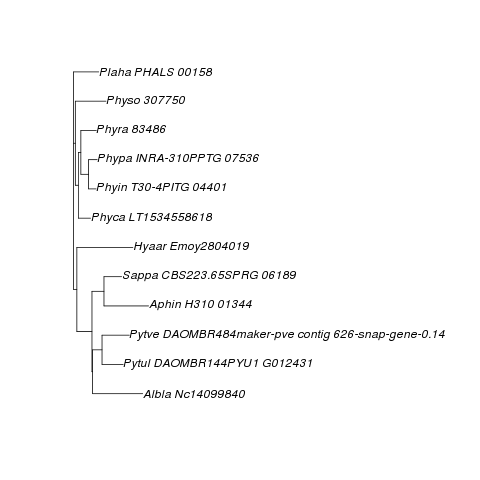 Plaha PHALS 00158
Physo 307750
Phyra 83486
Phypa INRA-310PPTG 07536
Phyin T30-4PITG 04401
Phyca LT1534558618
Hyaar Emoy2804019
Sappa CBS223.65SPRG 06189
Aphin H310 01344
Pytve DAOMBR484maker-pve contig 626-snap-gene-0.14
Pytul DAOMBR144PYU1 G012431
Albla Nc14099840